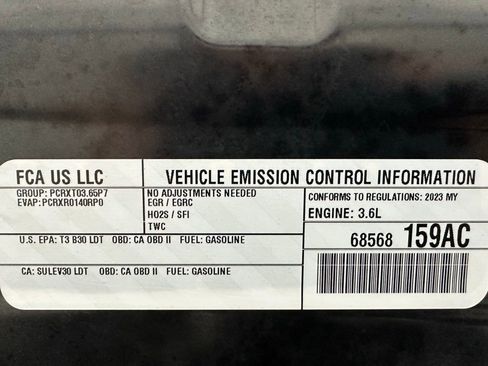 FCA US LLC
VEHICLE EMISSION CONTROL INFORMATION
GROUP: PCRXT03.65P7
EVAP:PCRXR0140RP0
NO ADJUSTMENTS NEEDED
EGR / EGRC
HO2S / SFI
TWC
CONFORMS TO REGULATIONS: 2023 MY
ENGINE: 3.6L
U.S. EPA: T3 B30 LDT OBD: CA OBD II FUEL: GASOLINE
CA: SULEV30 LDT OBD: CA OBD II FUEL: GASOLINE
68568 159AC